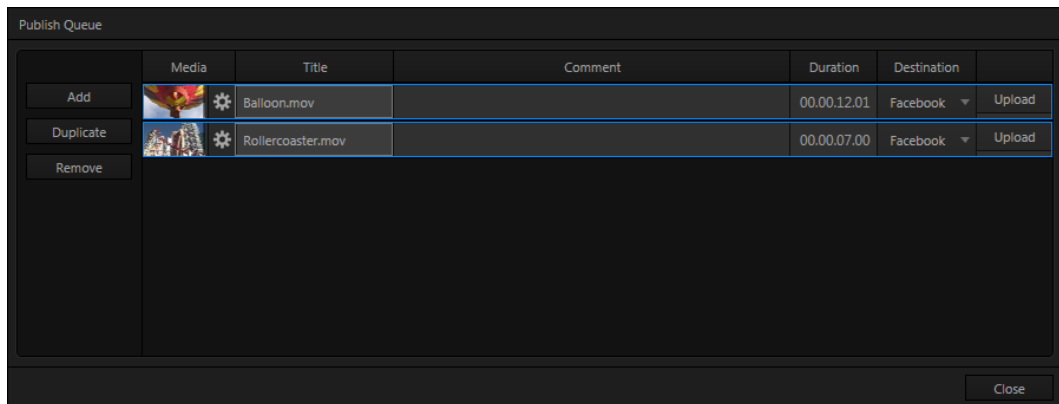 Publish Queue
Media Title Comment Duration Destination
Add
Duplicate
Remove
Balloon.mov 00.00.12.01 Facebook Upload
Rollercoaster.mov 00.00.07.00 Facebook Upload
Close